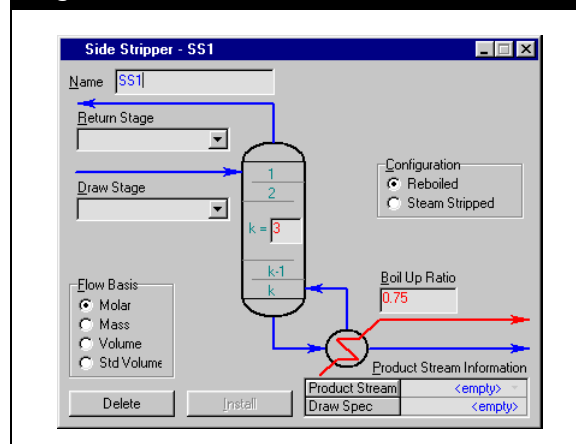 Side Stripper - SS1
Name SS1
Return Stage
Draw Stage
1
2
k = 3
k-1
k
Configuration
Reboiled
Steam Stripped
Flow Basis
Molar
Mass
Volume
Std Volume
Boil Up Ratio
0.75
Product Stream Information
Product Stream <empty>
Draw Spec <empty>
Delete
Install